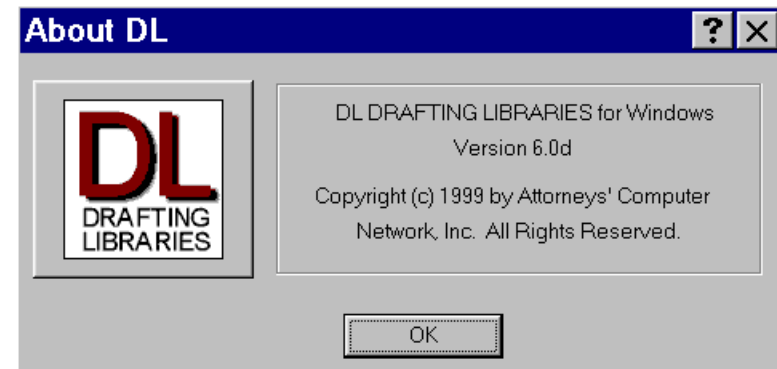 About DL
DL
DRAFTING
LIBRARIES
DL DRAFTING LIBRARIES for Windows
Version 6.0d
Copyright (c) 1999 by Attorneys' Computer
Network, Inc. All Rights Reserved.
OK